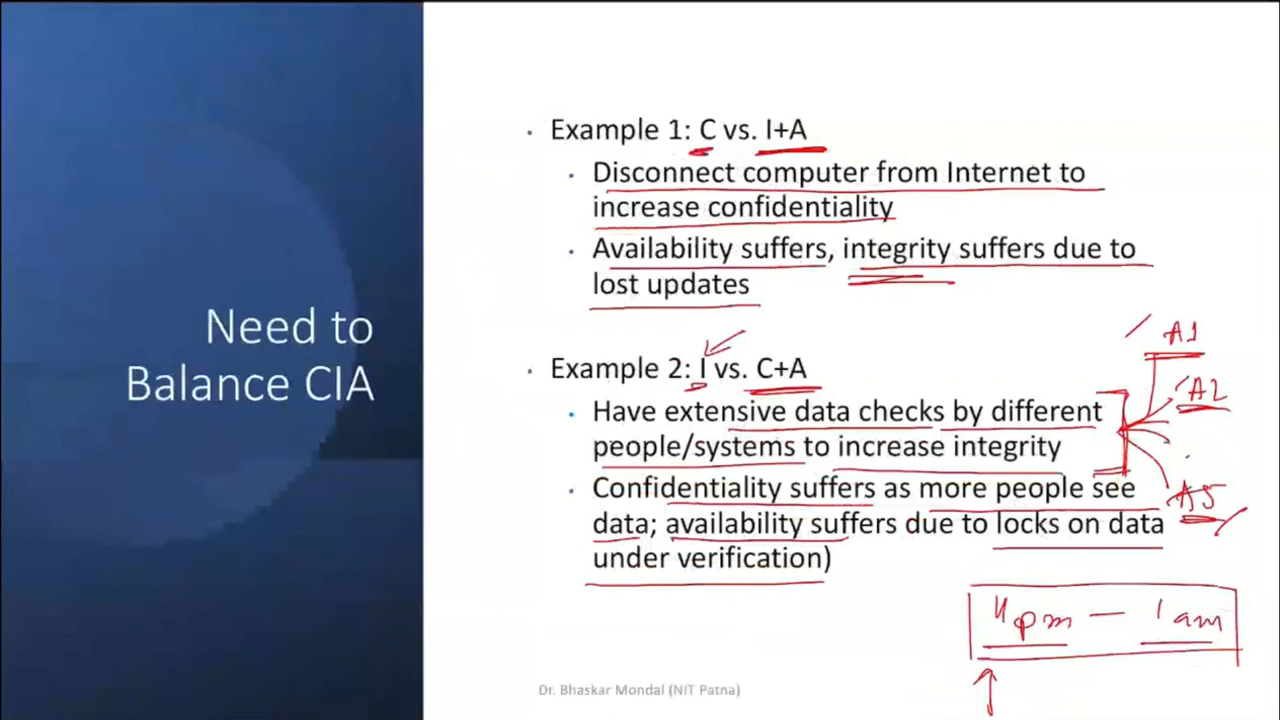 Need to
Balance CIA
• Example 1: C vs. I+A
• Disconnect computer from Internet to
increase confidentiality
• Availability suffers, integrity suffers due to
lost updates
• Example 2: I vs. C+A
• Have extensive data checks by different
people/systems to increase integrity
• Confidentiality suffers as more people see
data; availability suffers due to locks on data
under verification)
A1
A2
A5
pm — 1 am
Dr. Bhaskar Mondal (NIT Patna)